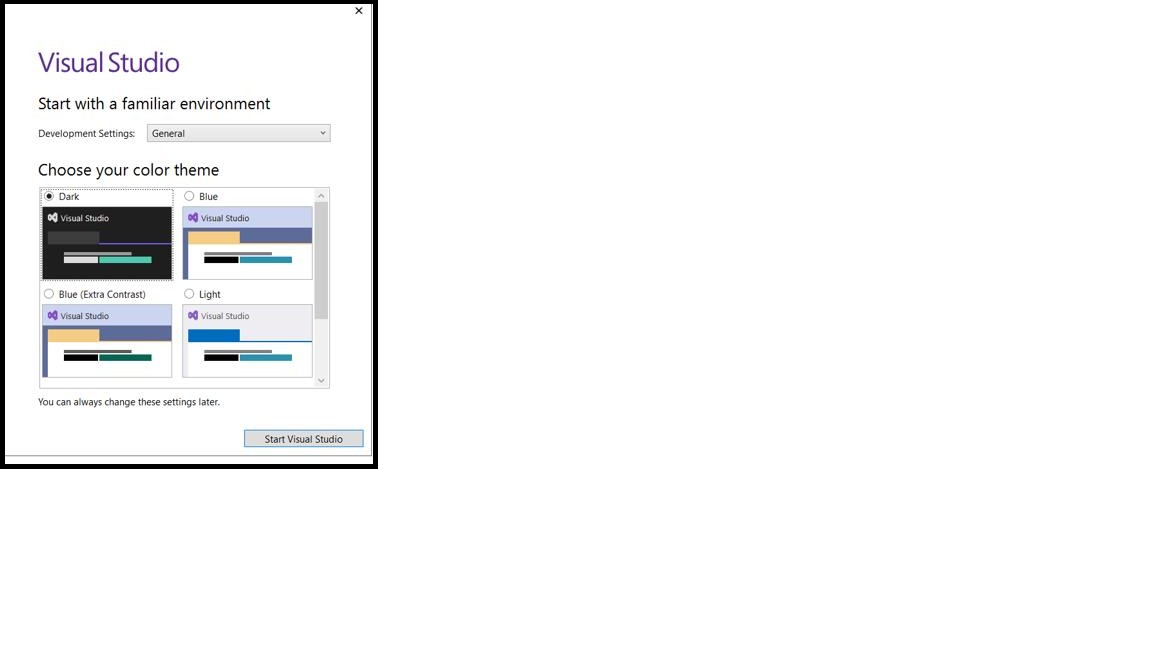 Visual Studio
Start with a familiar environment
Development Settings: General
Choose your color theme
Dark
Blue
Visual Studio
Visual Studio
Blue (Extra Contrast)
Light
Visual Studio
Visual Studio
You can always change these settings later.
Start Visual Studio